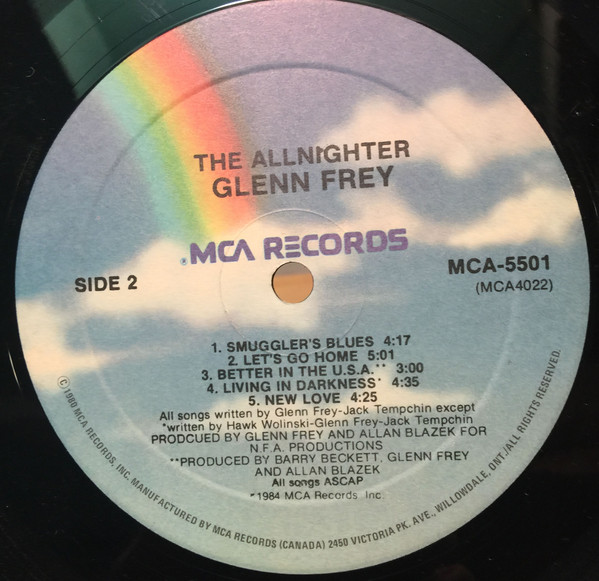 THE ALLNIGHTER
GLENN FREY
MCA RECORDS
SIDE 2
MCA-5501
(MCA4022)
1. SMUGGLER'S BLUES 4:17
2. LET'S GO HOME 5:01
3. BETTER IN THE U.S.A.** 3:00
4. LIVING IN DARKNESS* 4:35
5. NEW LOVE 4:25
All songs written by Glenn Frey-Jack Tempchin except
*written by Hawk Wolinski-Glenn Frey-Jack Tempchin
PRODCUED BY GLENN FREY AND ALLAN BLAZEK FOR
N.F.A. PRODUCTIONS
**PRODUCED BY BARRY BECKETT, GLENN FREY
AND ALLAN BLAZEK
All songs ASCAP
℗1984 MCA Records, Inc.
©1980 MCA RECORDS, INC. MANUFACTURED BY MCA RECORDS (CANADA) 2450 VICTORIA PK. AVE., WILLOWDALE, ONT./ALL RIGHTS RESERVED.